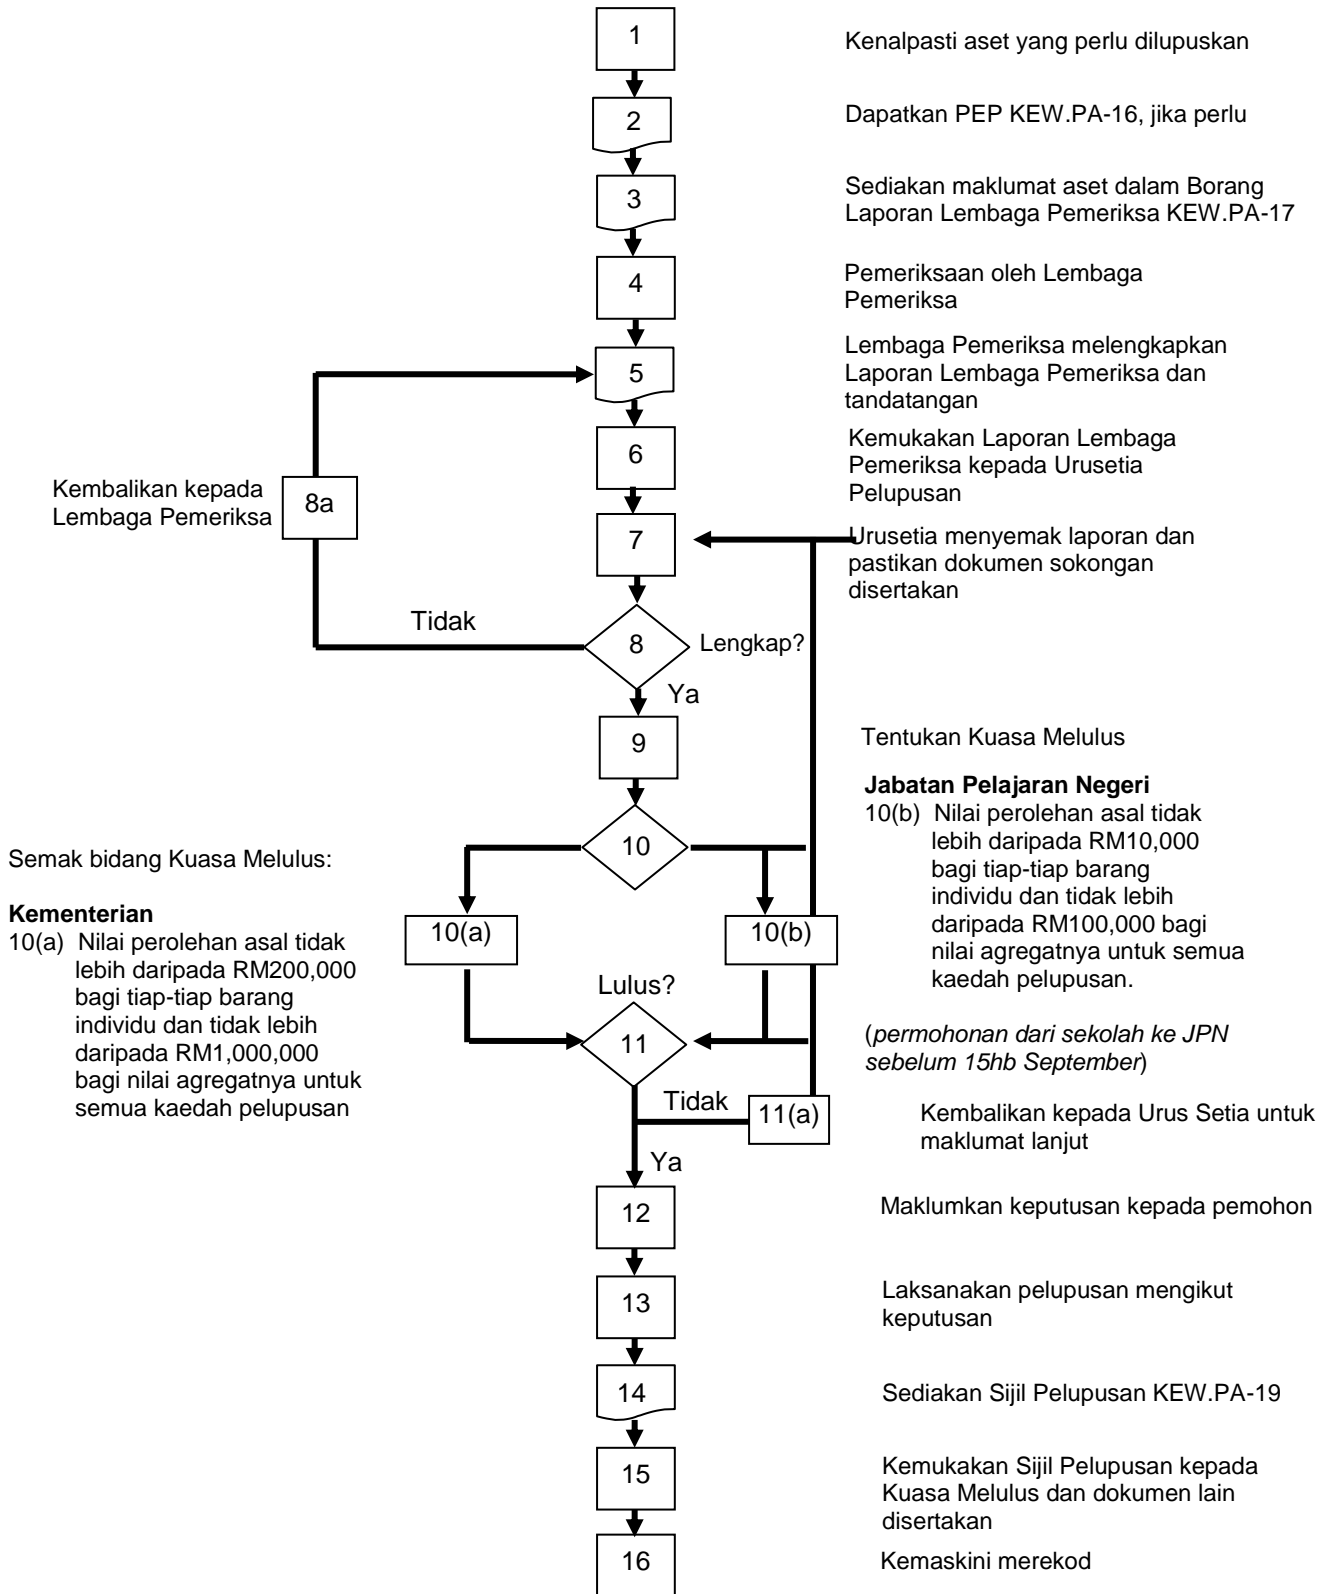 1
Kenalpasti aset yang perlu dilupuskan
2
Dapatkan PEP KEW.PA-16, jika perlu
3
Sediakan maklumat aset dalam Borang
Laporan Lembaga Pemeriksa KEW.PA-17
4
Pemeriksaan oleh Lembaga
Pemeriksa
5
Lembaga Pemeriksa melengkapkan
Laporan Lembaga Pemeriksa dan
tandatangan
6
Kemukakan Laporan Lembaga
Pemeriksa kepada Urusetia
Pelupusan
Kembalikan kepada
Lembaga Pemeriksa
8a
7
Urusetia menyemak laporan dan
pastikan dokumen sokongan
disertakan
Tidak
8
Lengkap?
Ya
9
Tentukan Kuasa Melulus
10
Semak bidang Kuasa Melulus:
Kementerian
10(a) Nilai perolehan asal tidak
lebih daripada RM200,000
bagi tiap-tiap barang
individu dan tidak lebih
daripada RM1,000,000
bagi nilai agregatnya untuk
semua kaedah pelupusan
10(a)
10(b)
Jabatan Pelajaran Negeri
10(b) Nilai perolehan asal tidak
lebih daripada RM10,000
bagi tiap-tiap barang
individu dan tidak lebih
daripada RM100,000 bagi
nilai agregatnya untuk semua
kaedah pelupusan.
(permohonan dari sekolah ke JPN
sebelum 15hb September)
Lulus?
11
Tidak
11(a)
Kembalikan kepada Urus Setia untuk
maklumat lanjut
Ya
12
Maklumkan keputusan kepada pemohon
13
Laksanakan pelupusan mengikut
keputusan
14
Sediakan Sijil Pelupusan KEW.PA-19
15
Kemukakan Sijil Pelupusan kepada
Kuasa Melulus dan dokumen lain
disertakan
16
Kemaskini merekod